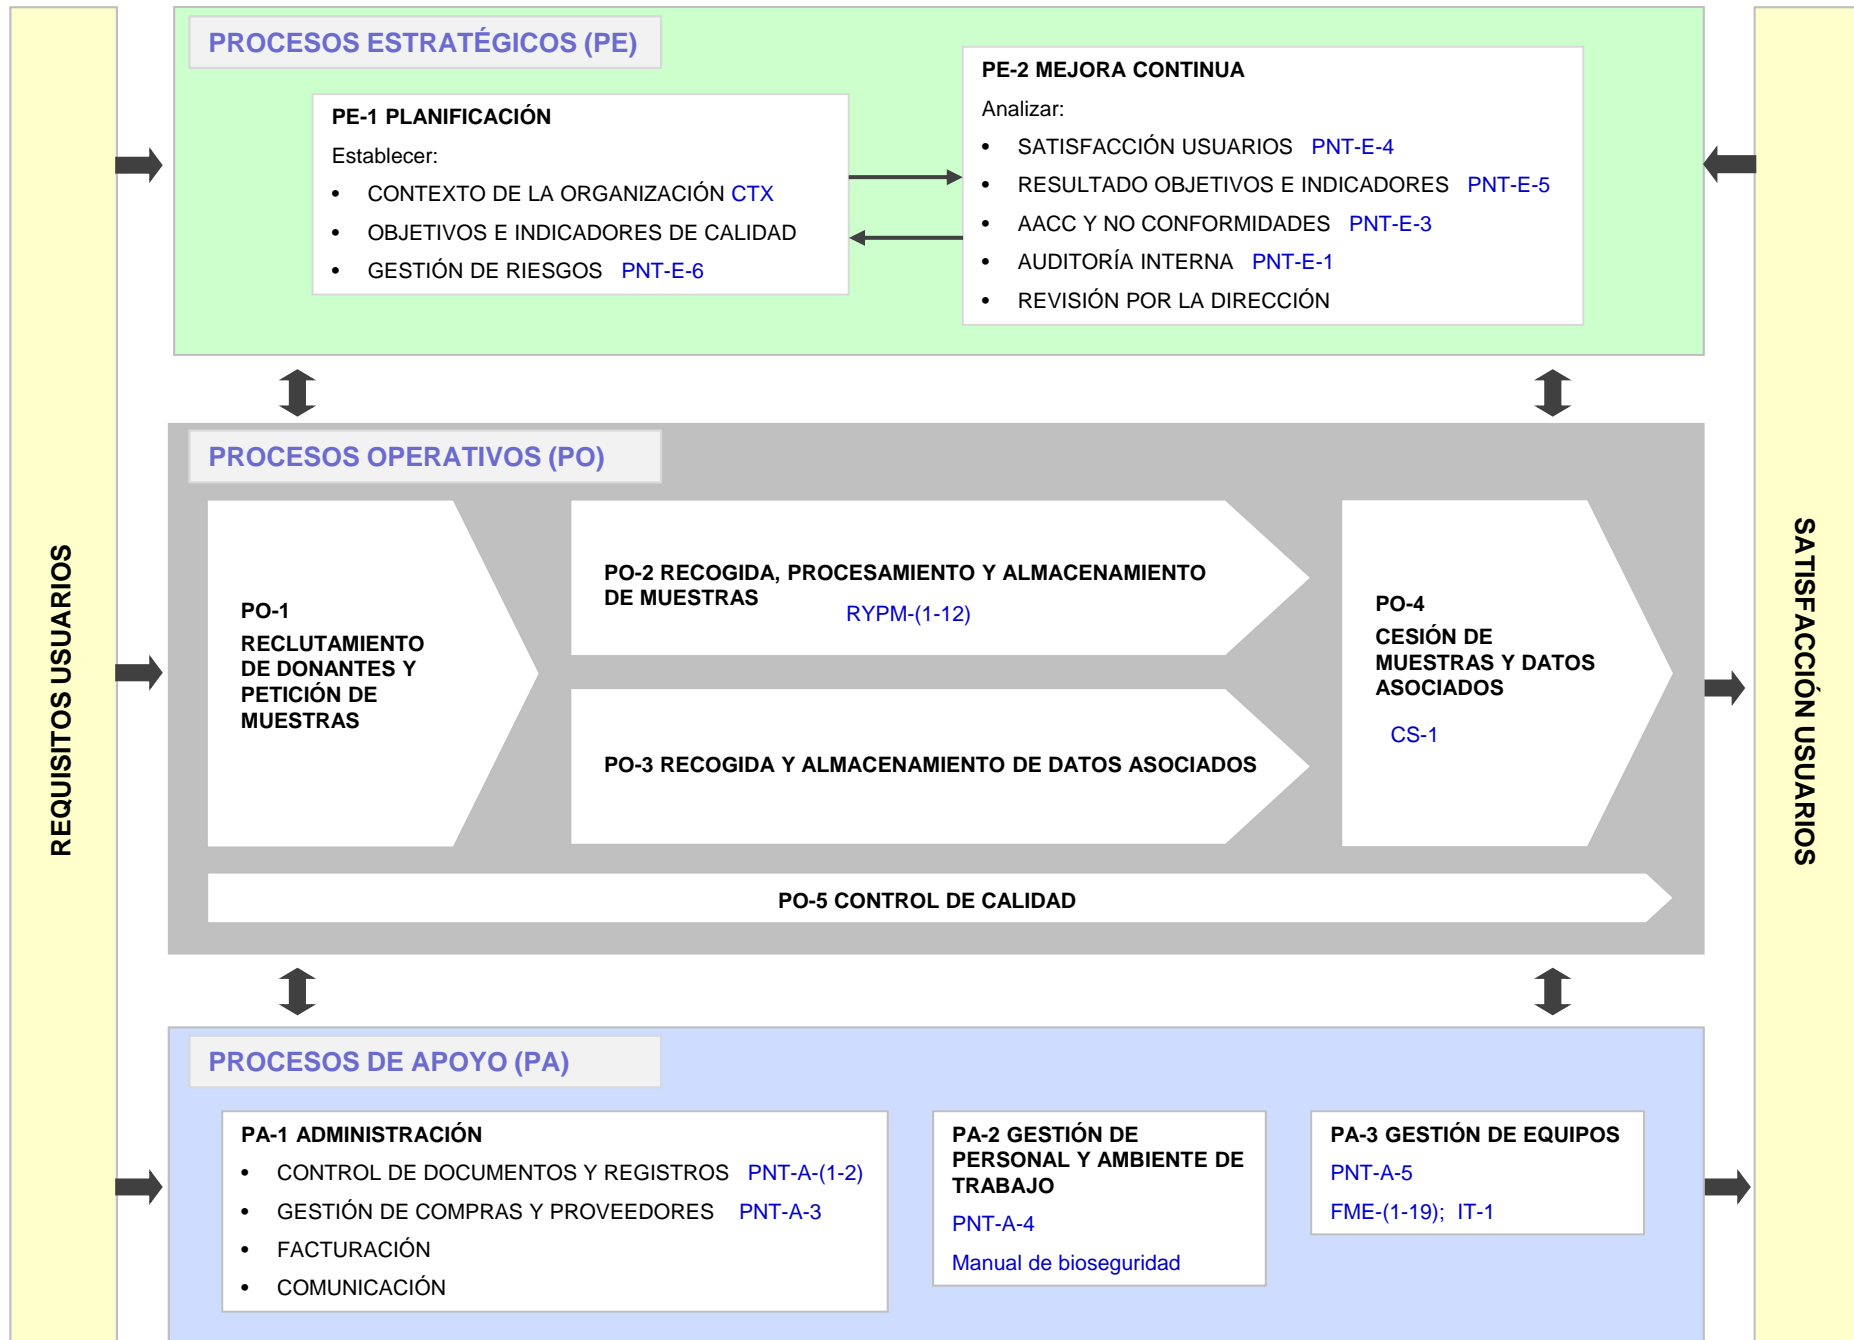 REQUISITOS USUARIOS
PROCESOS ESTRATÉGICOS (PE)
PE-1 PLANIFICACIÓN
Establecer:
• CONTEXTO DE LA ORGANIZACIÓN CTX
• OBJETIVOS E INDICADORES DE CALIDAD
• GESTIÓN DE RIESGOS PNT-E-6
PE-2 MEJORA CONTINUA
Analizar:
• SATISFACCIÓN USUARIOS PNT-E-4
• RESULTADO OBJETIVOS E INDICADORES PNT-E-5
• AACC Y NO CONFORMIDADES PNT-E-3
• AUDITORÍA INTERNA PNT-E-1
• REVISIÓN POR LA DIRECCIÓN
PROCESOS OPERATIVOS (PO)
PO-1
RECLUTAMIENTO
DE DONANTES Y
PETICIÓN DE
MUESTRAS
PO-2 RECOGIDA, PROCESAMIENTO Y ALMACENAMIENTO
DE MUESTRAS
RYPM-(1-12)
PO-3 RECOGIDA Y ALMACENAMIENTO DE DATOS ASOCIADOS
PO-4
CESIÓN DE
MUESTRAS Y DATOS
ASOCIADOS
CS-1
PO-5 CONTROL DE CALIDAD
PROCESOS DE APOYO (PA)
PA-1 ADMINISTRACIÓN
• CONTROL DE DOCUMENTOS Y REGISTROS PNT-A-(1-2)
• GESTIÓN DE COMPRAS Y PROVEEDORES PNT-A-3
• FACTURACIÓN
• COMUNICACIÓN
PA-2 GESTIÓN DE
PERSONAL Y AMBIENTE DE
TRABAJO
PNT-A-4
Manual de bioseguridad
PA-3 GESTIÓN DE EQUIPOS
PNT-A-5
FME-(1-19); IT-1
SATISFACCIÓN USUARIOS